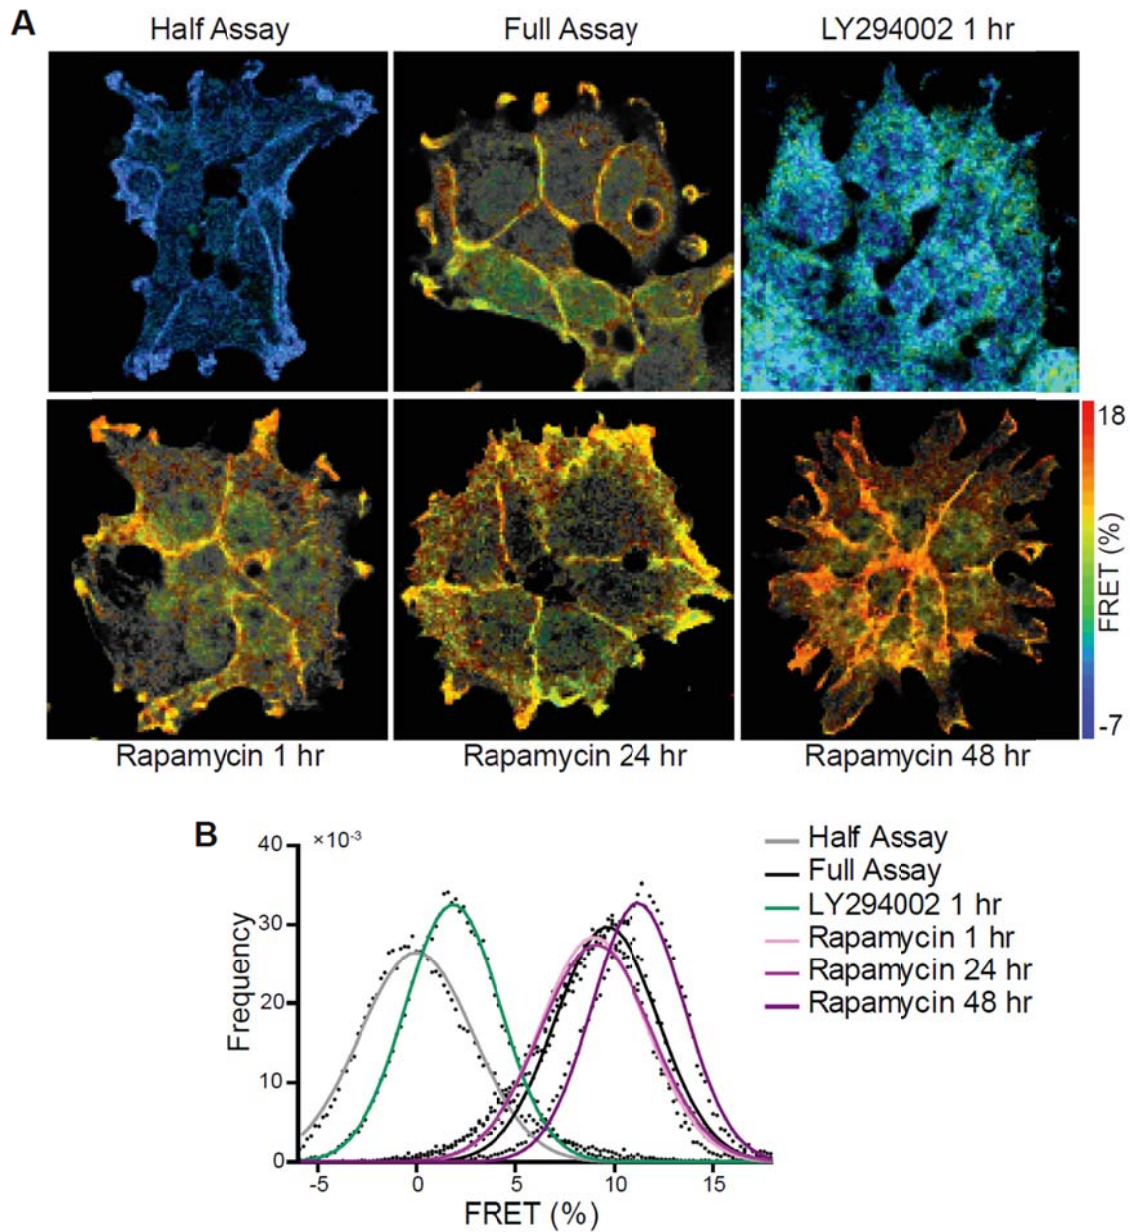 A
Half Assay
Full Assay
LY294002 1 hr
18
FRET (%)
-7
Rapamycin 1 hr
Rapamycin 24 hr
Rapamycin 48 hr
B
40
×10-3
30
20
10
0
Frequency
-5
0
5
10
15
FRET (%)
Half Assay
Full Assay
LY294002 1 hr
Rapamycin 1 hr
Rapamycin 24 hr
Rapamycin 48 hr